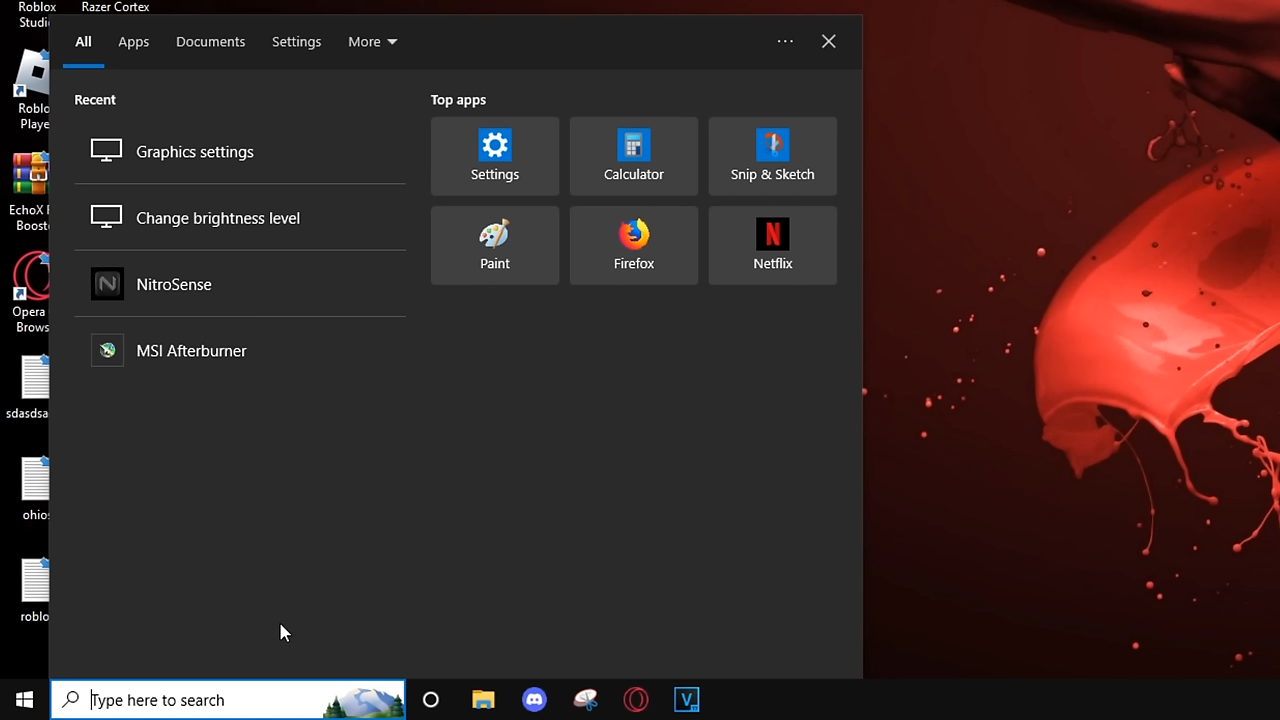 Roblox
Studi
Razer Cortex
Roblo
Playe
EchoX F
Boost
Opera
Brows
sdasdsa
ohios
roblo
All
Apps
Documents
Settings
More
Recent
Graphics settings
Change brightness level
NitroSense
MSI Afterburner
Top apps
Settings
Calculator
Snip & Sketch
Paint
Firefox
Netflix
Type here to search